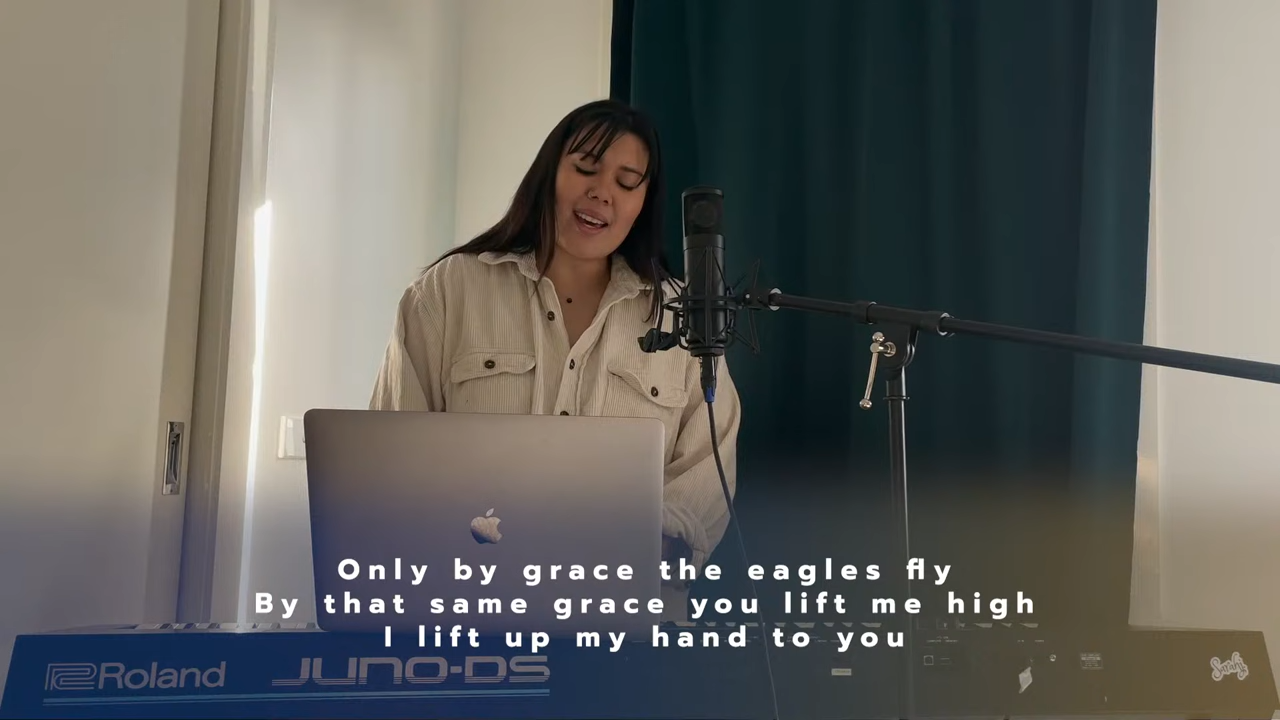 Only by grace the eagles fly
By that same grace you lift me high
I lift up my hand to you
Roland
JUNO-DS
Sarahj